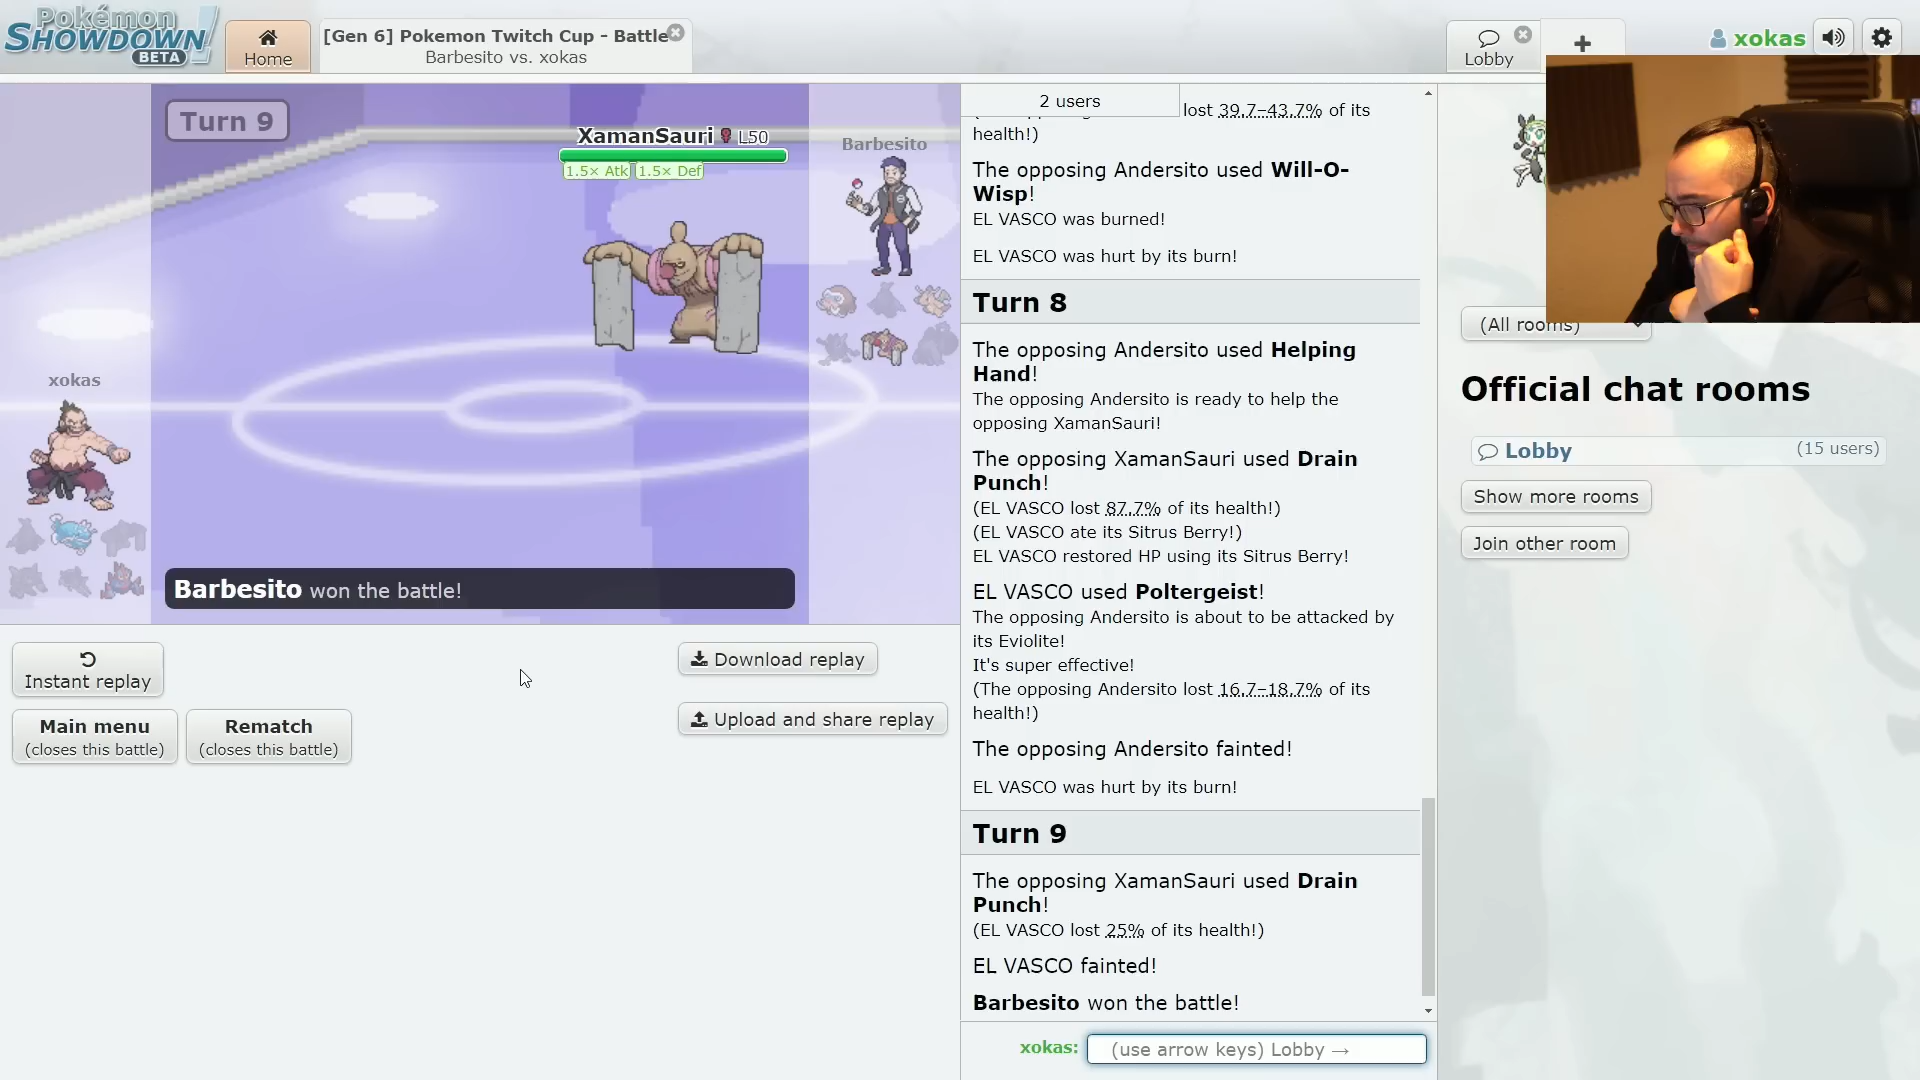 Pokémon
SHOWDOWN!
BETA
Home
[Gen 6] Pokemon Twitch Cup - Battle
Barbesito vs. xokas
Lobby
xokas
Turn 9
XamanSauri L50
1.5× Atk 1.5× Def
Barbesito
xokas
Barbesito won the battle!
Instant replay
Download replay
Upload and share replay
Main menu
(closes this battle)
Rematch
(closes this battle)
2 users
lost 39.7–43.7% of its
health!)
The opposing Andersito used Will-O-
Wisp!
EL VASCO was burned!
EL VASCO was hurt by its burn!
Turn 8
The opposing Andersito used Helping
Hand!
The opposing Andersito is ready to help the
opposing XamanSauri!
The opposing XamanSauri used Drain
Punch!
(EL VASCO lost 87.7% of its health!)
(EL VASCO ate its Sitrus Berry!)
EL VASCO restored HP using its Sitrus Berry!
EL VASCO used Poltergeist!
The opposing Andersito is about to be attacked by
its Eviolite!
It's super effective!
(The opposing Andersito lost 16.7–18.7% of its
health!)
The opposing Andersito fainted!
EL VASCO was hurt by its burn!
Turn 9
The opposing XamanSauri used Drain
Punch!
(EL VASCO lost 25% of its health!)
EL VASCO fainted!
Barbesito won the battle!
xokas: (use arrow keys) Lobby →
(All rooms)
Official chat rooms
Lobby (15 users)
Show more rooms
Join other room